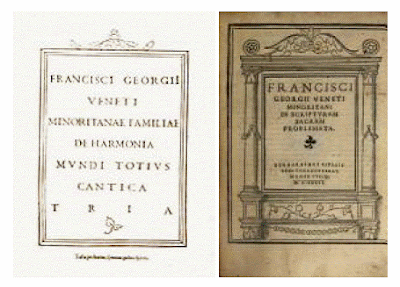 FRANCISCI GEORGII
VENETI
MINORITANAE FAMILIAE
DE HARMONIA
MVNDI TOTIVS
CANTICA
TRIA
FRANCISCI
GEORGII VENETI
MINORITANI
IN SCRIPTVRAM
SACRAM
PROBLEMATA.